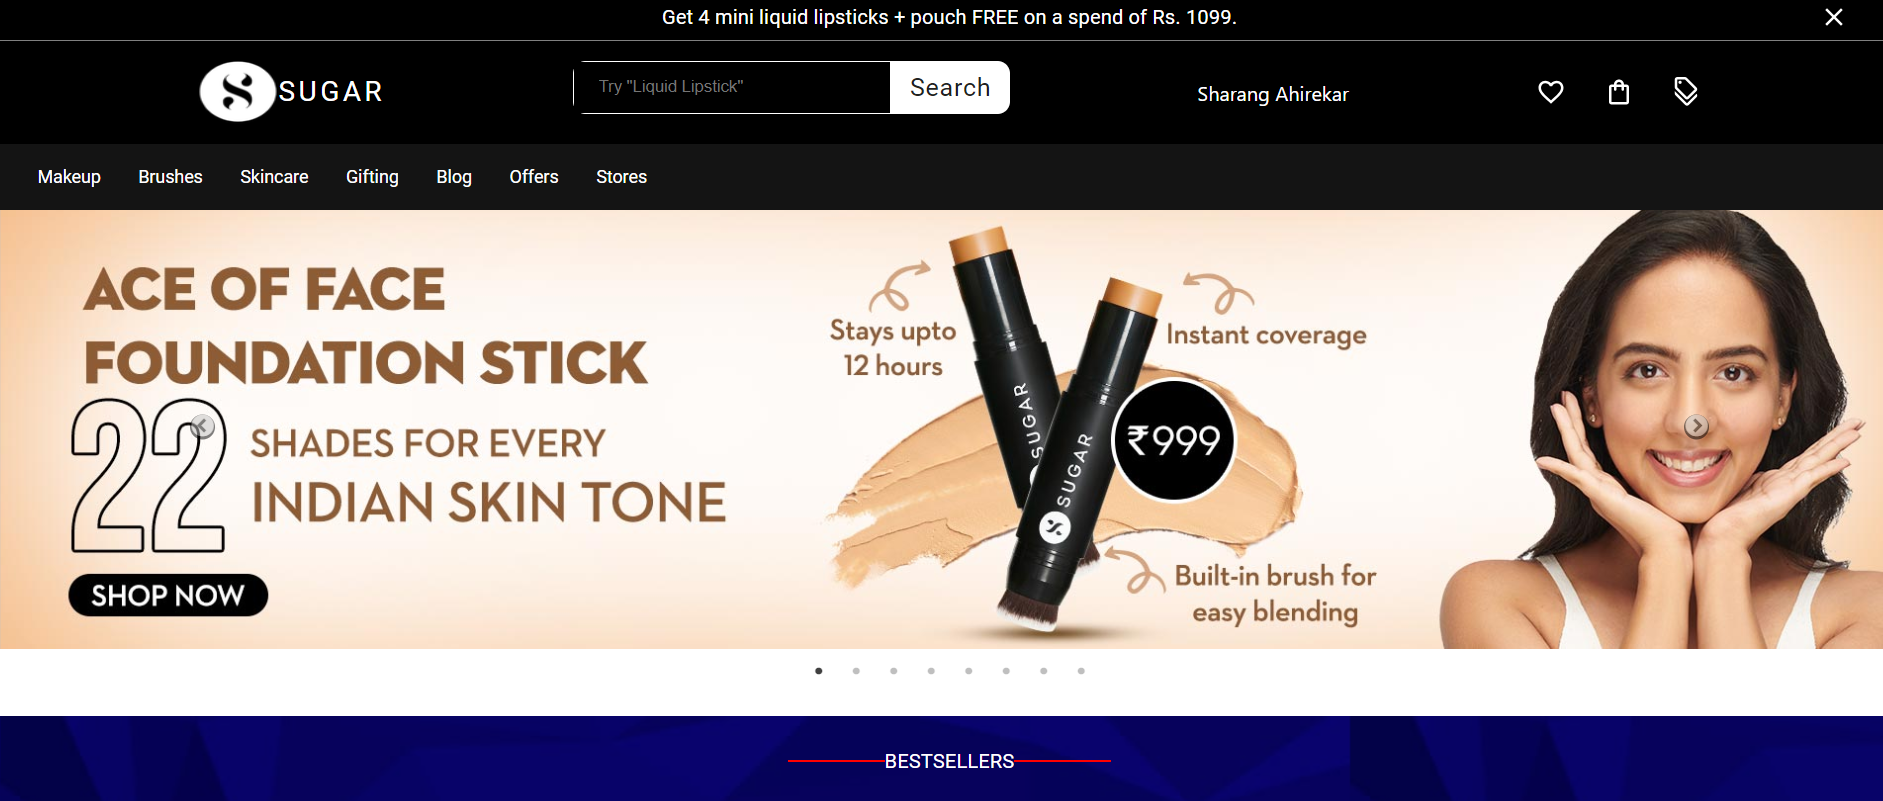 Get 4 mini liquid lipsticks + pouch FREE on a spend of Rs. 1099.
SUGAR
Try "Liquid Lipstick"
Search
Sharang Ahirekar
Makeup Brushes Skincare Gifting Blog Offers Stores
ACE OF FACE
FOUNDATION STICK
22
SHADES FOR EVERY
INDIAN SKIN TONE
SHOP NOW
Stays upto
12 hours
Instant coverage
SUGAR
SUGAR
₹999
Built-in brush for
easy blending
BESTSELLERS